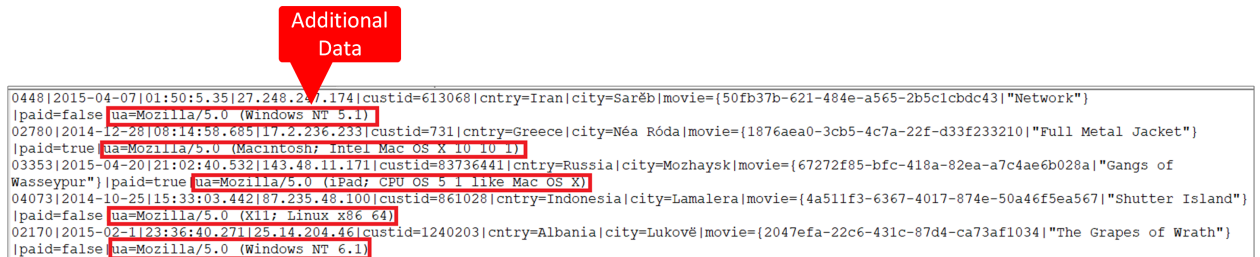 Additional
Data
0448|2015-04-07|01:50:5.35|27.248.247.174|custid=613068|cntry=Iran|city=Sarĕb|movie={50fb37b-621-484e-a565-2b5c1cbdc43|"Network"}
|paid=false|ua=Mozilla/5.0 (Windows NT 5.1)
02780|2014-12-28|08:14:58.685|17.2.236.233|custid=731|cntry=Greece|city=Néa Róda|movie={1876aea0-3cb5-4c7a-22f-d33f233210|"Full Metal Jacket"}
|paid=true|ua=Mozilla/5.0 (Macintosh; Intel Mac OS X 10 10 1)
03353|2015-04-20|21:02:40.532|143.48.11.171|custid=83736441|cntry=Russia|city=Mozhaysk|movie={67272f85-bfc-418a-82ea-a7c4ae6b028a|"Gangs of
Wasseypur"}|paid=true|ua=Mozilla/5.0 (iPad; CPU OS 5 1 like Mac OS X)
04073|2014-10-25|15:33:03.442|87.235.48.100|custid=861028|cntry=Indonesia|city=Lamalera|movie={4a511f3-6367-4017-874e-50a46f5ea567|"Shutter Island"}
|paid=false|ua=Mozilla/5.0 (X11; Linux x86 64)
02170|2015-02-1|23:36:40.271|25.14.204.46|custid=1240203|cntry=Albania|city=Lukovë|movie={2047efa-22c6-431c-87d4-ca73af1034|"The Grapes of Wrath"}
|paid=false|ua=Mozilla/5.0 (Windows NT 6.1)